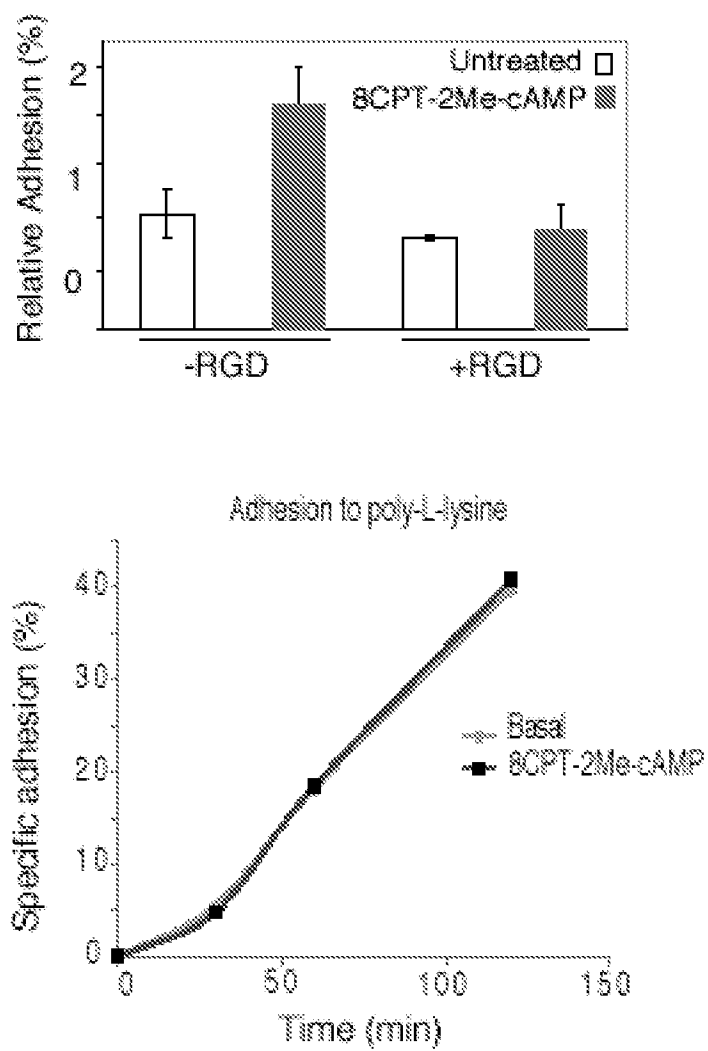 Relative Adhesion (%)
2
1
0
Untreated
8CPT-2Me-cAMP
-RGD
+RGD
Adhesion to poly-L-lysine
Specific adhesion (%)
40
30
20
10
0
Basal
8CPT-2Me-cAMP
0 50 100 150
Time (min)